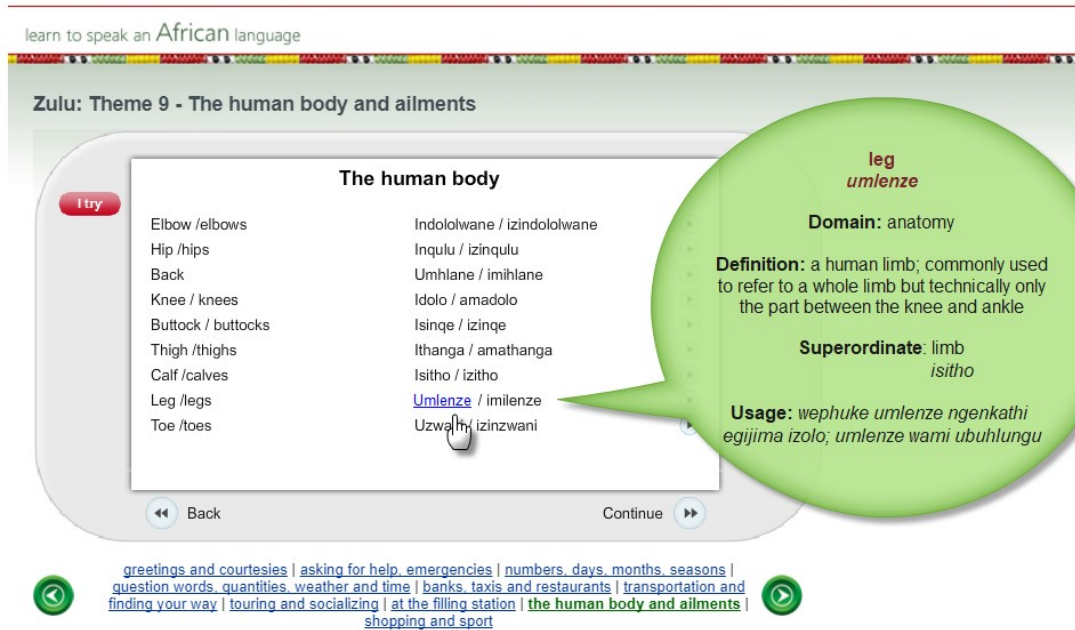 learn to speak an African language
Zulu: Theme 9 - The human body and ailments
The human body
I try
Elbow /elbows Indololwane / izindololwane
Hip /hips Inqulu / izinqulu
Back Umhlane / imihlane
Knee / knees Idolo / amadolo
Buttock / buttocks Isinqe / izinqe
Thigh /thighs Ithanga / amathanga
Calf /calves Isitho / izitho
Leg /legs Umlenze / imilenze
Toe /toes / izinzwani
Back Continue
leg
umlenze
Domain: anatomy
Definition: a human limb; commonly used
to refer to a whole limb but technically only
the part between the knee and ankle
Superordinate: limb
isitho
Usage: wephuke umlenze ngenkathi
egijima izolo; umlenze wami ubuhlungu
greetings and courtesies | asking for help, emergencies | numbers, days, months, seasons |
question words, quantities, weather and time | banks, taxis and restaurants | transportation and
finding your way | touring and socializing | at the filling station | the human body and ailments |
shopping and sport